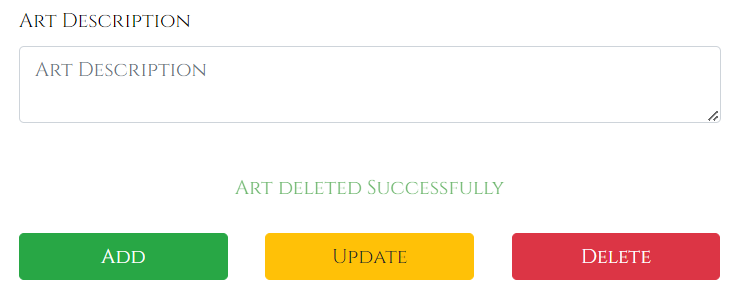 Art Description
Art Description
Art deleted Successfully
Add
Update
Delete